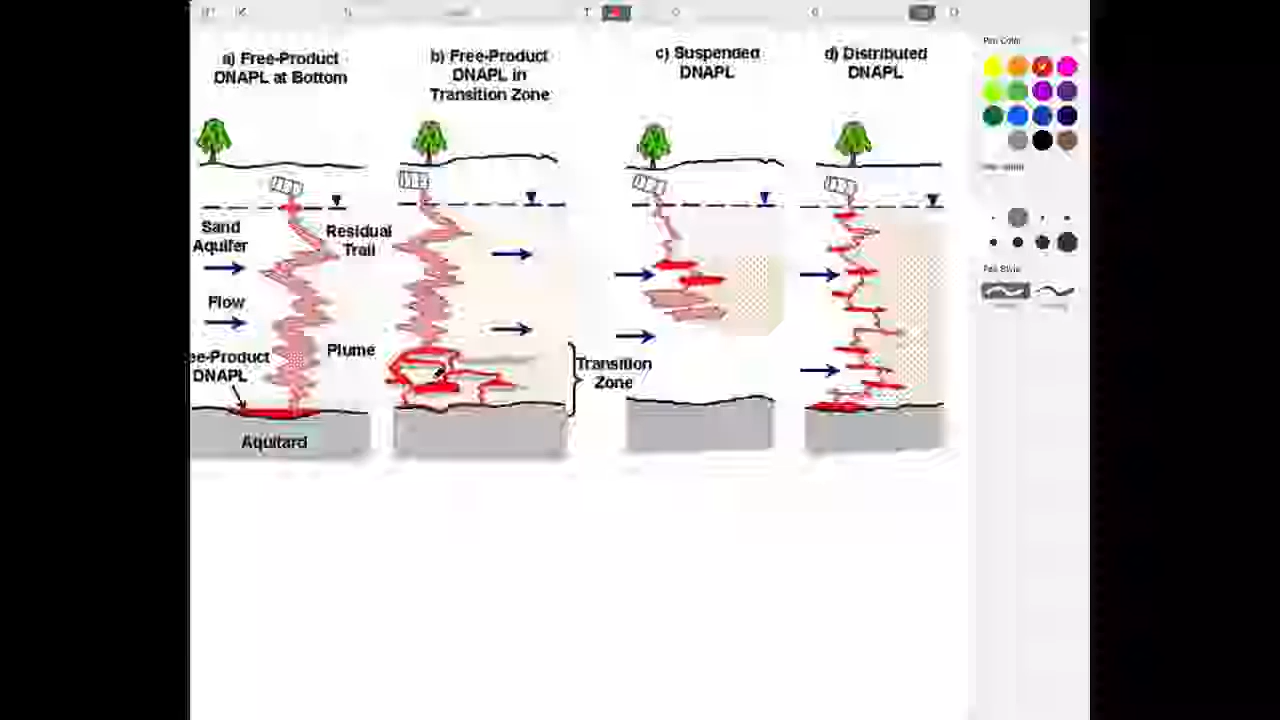 a) Free-Product
DNAPL at Bottom
b) Free-Product
DNAPL in
Transition Zone
c) Suspended
DNAPL
d) Distributed
DNAPL
Sand
Aquifer
Residual
Trail
Flow
Plume
ee-Product
DNAPL
Transition
Zone
Aquitard
Pen Color
Pen Style